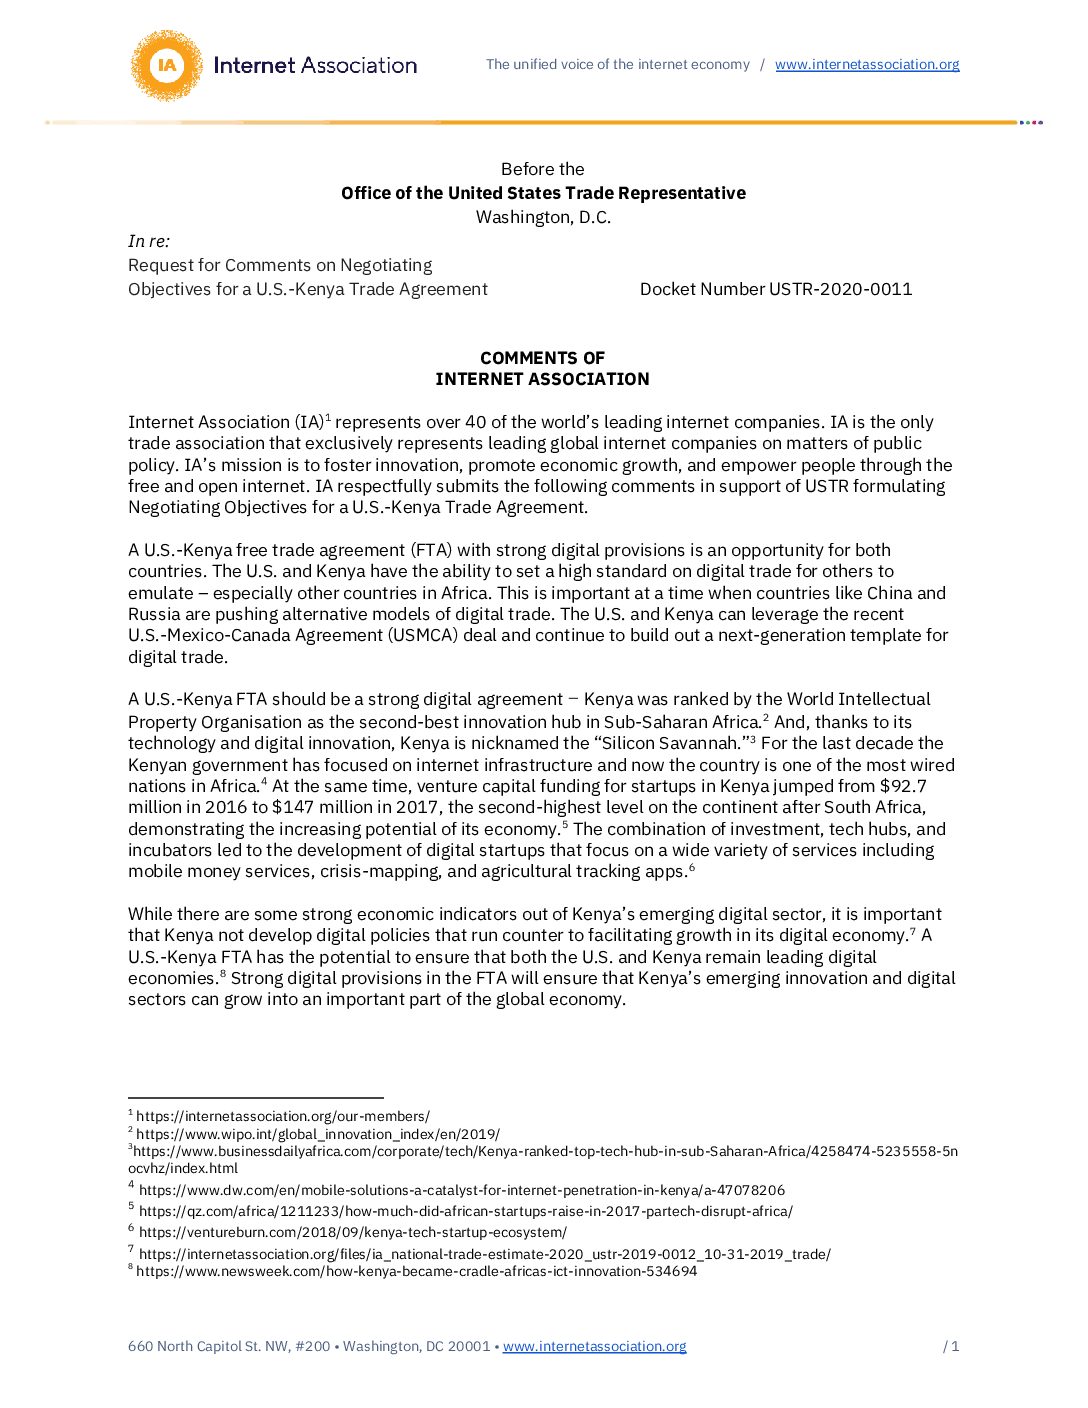 IA Internet Association
The unified voice of the internet economy / www.internetassociation.org
Before the
Office of the United States Trade Representative
Washington, D.C.
In re:
Request for Comments on Negotiating
Objectives for a U.S.-Kenya Trade Agreement Docket Number USTR-2020-0011
COMMENTS OF
INTERNET ASSOCIATION
Internet Association (IA)1 represents over 40 of the world’s leading internet companies. IA is the only
trade association that exclusively represents leading global internet companies on matters of public
policy. IA’s mission is to foster innovation, promote economic growth, and empower people through the
free and open internet. IA respectfully submits the following comments in support of USTR formulating
Negotiating Objectives for a U.S.-Kenya Trade Agreement.
A U.S.-Kenya free trade agreement (FTA) with strong digital provisions is an opportunity for both
countries. The U.S. and Kenya have the ability to set a high standard on digital trade for others to
emulate – especially other countries in Africa. This is important at a time when countries like China and
Russia are pushing alternative models of digital trade. The U.S. and Kenya can leverage the recent
U.S.-Mexico-Canada Agreement (USMCA) deal and continue to build out a next-generation template for
digital trade.
A U.S.-Kenya FTA should be a strong digital agreement – Kenya was ranked by the World Intellectual
Property Organisation as the second-best innovation hub in Sub-Saharan Africa.2 And, thanks to its
technology and digital innovation, Kenya is nicknamed the “Silicon Savannah.”3 For the last decade the
Kenyan government has focused on internet infrastructure and now the country is one of the most wired
nations in Africa.4 At the same time, venture capital funding for startups in Kenya jumped from $92.7
million in 2016 to $147 million in 2017, the second-highest level on the continent after South Africa,
demonstrating the increasing potential of its economy.5 The combination of investment, tech hubs, and
incubators led to the development of digital startups that focus on a wide variety of services including
mobile money services, crisis-mapping, and agricultural tracking apps.6
While there are some strong economic indicators out of Kenya’s emerging digital sector, it is important
that Kenya not develop digital policies that run counter to facilitating growth in its digital economy.7 A
U.S.-Kenya FTA has the potential to ensure that both the U.S. and Kenya remain leading digital
economies.8 Strong digital provisions in the FTA will ensure that Kenya’s emerging innovation and digital
sectors can grow into an important part of the global economy.
1 https://internetassociation.org/our-members/
2 https://www.wipo.int/global_innovation_index/en/2019/
3https://www.businessdailyafrica.com/corporate/tech/Kenya-ranked-top-tech-hub-in-sub-Saharan-Africa/4258474-5235558-5n
ocvhz/index.html
4 https://www.dw.com/en/mobile-solutions-a-catalyst-for-internet-penetration-in-kenya/a-47078206
5 https://qz.com/africa/1211233/how-much-did-african-startups-raise-in-2017-partech-disrupt-africa/
6 https://ventureburn.com/2018/09/kenya-tech-startup-ecosystem/
7 https://internetassociation.org/files/ia_national-trade-estimate-2020_ustr-2019-0012_10-31-2019_trade/
8 https://www.newsweek.com/how-kenya-became-cradle-africas-ict-innovation-534694
660 North Capitol St. NW, #200 • Washington, DC 20001 • www.internetassociation.org / 1